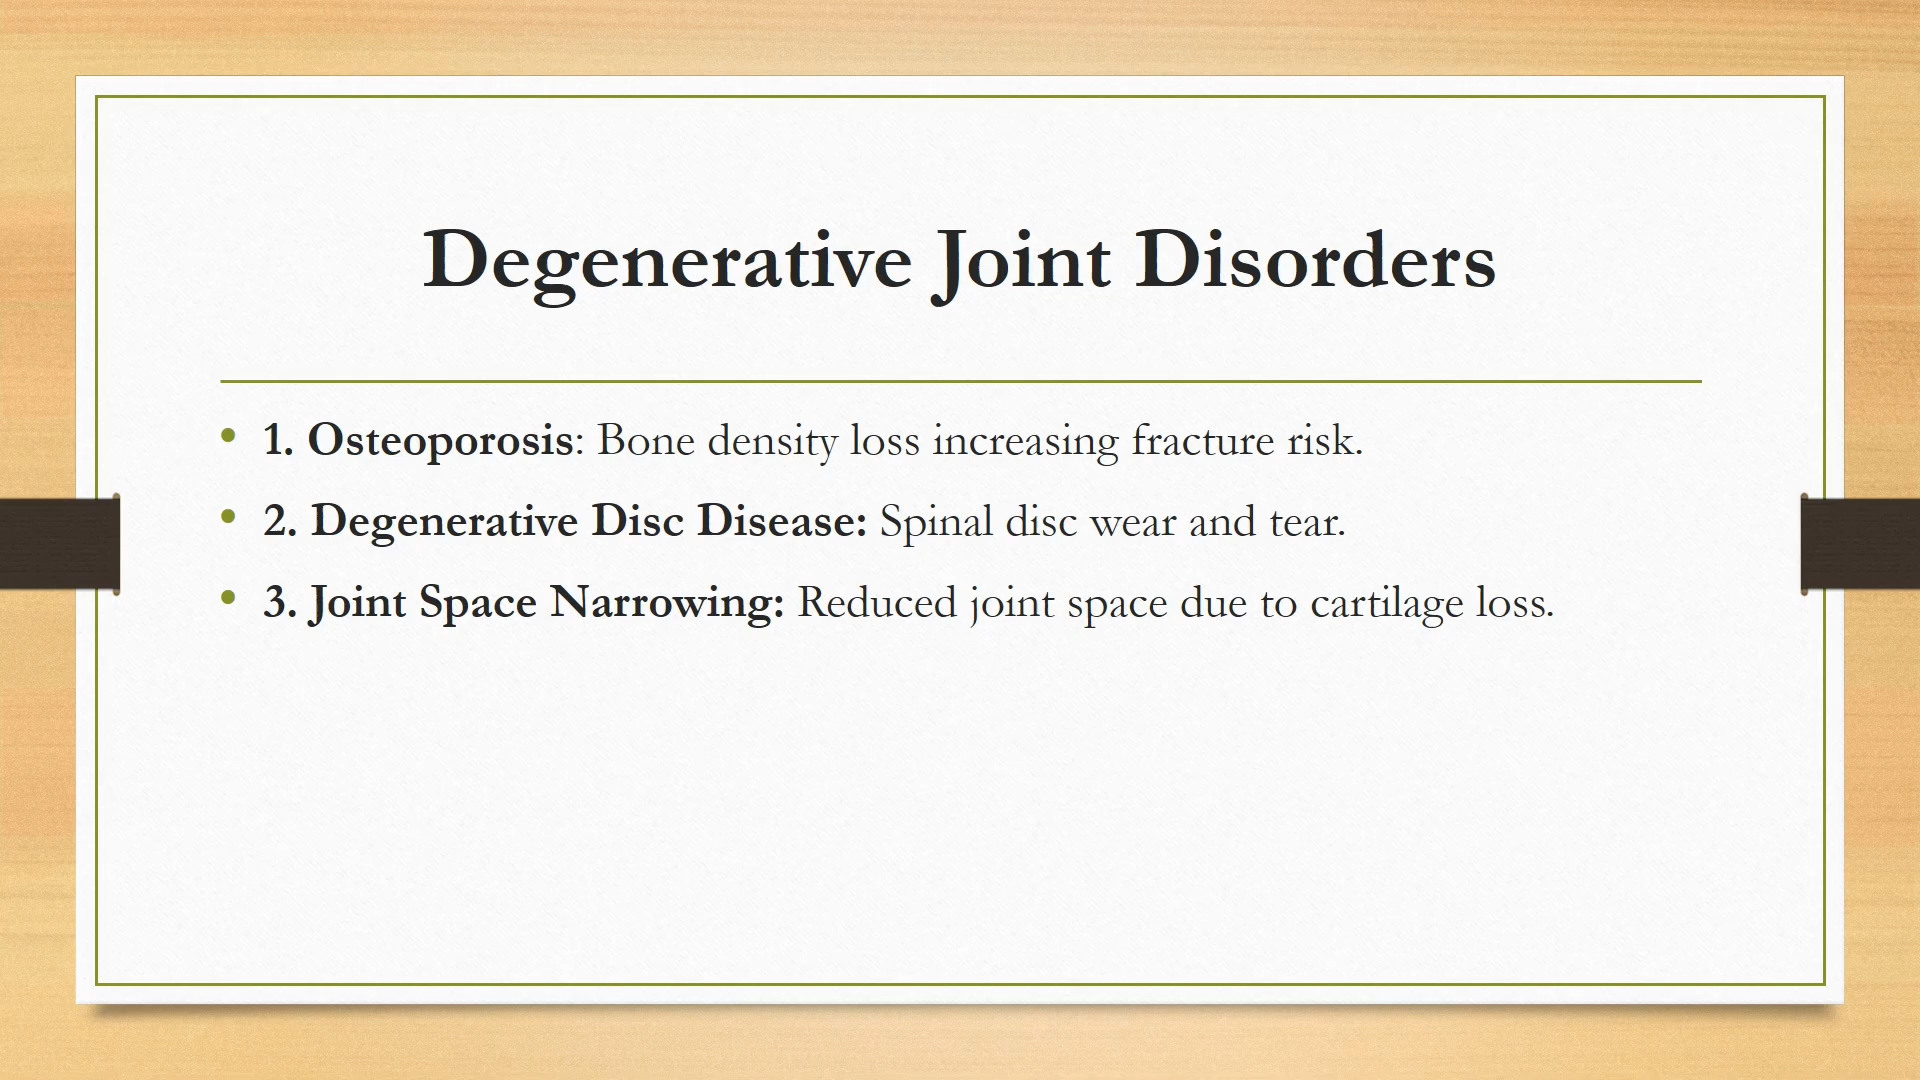 Degenerative Joint Disorders
• 1. Osteoporosis: Bone density loss increasing fracture risk.
• 2. Degenerative Disc Disease: Spinal disc wear and tear.
• 3. Joint Space Narrowing: Reduced joint space due to cartilage loss.